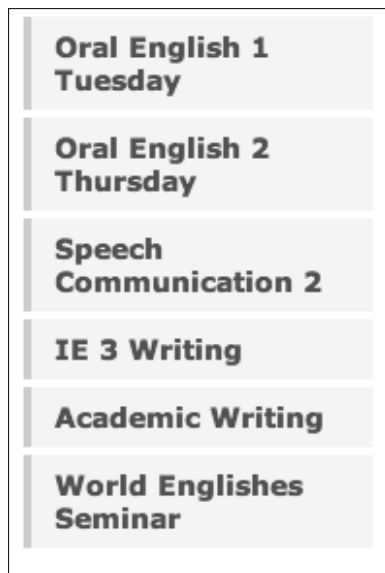 Oral English 1
Tuesday
Oral English 2
Thursday
Speech
Communication 2
IE 3 Writing
Academic Writing
World Englishes
Seminar